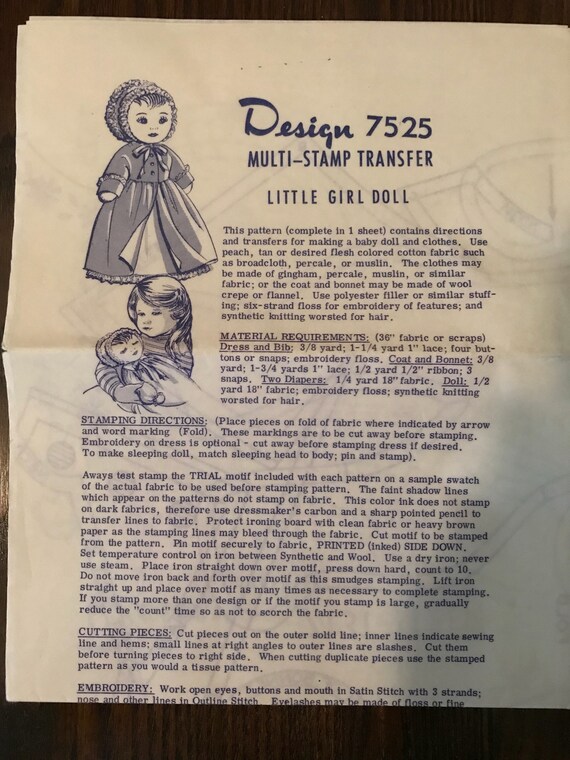 Design 7525
MULTI-STAMP TRANSFER
LITTLE GIRL DOLL
This pattern (complete in 1 sheet) contains directions
and transfers for making a baby doll and clothes. Use
peach, tan or desired flesh colored cotton fabric such
as broadcloth, percale, or muslin. The clothes may
be made of gingham, percale, muslin, or similar
fabric; or the coat and bonnet may be made of wool
crepe or flannel. Use polyester filler or similar stuff-
ing; six-strand floss for embroidery of features; and
synthetic knitting worsted for hair.
MATERIAL REQUIREMENTS: (36" fabric or scraps)
Dress and Bib: 3/8 yard; 1-1/4 yard 1" lace; four but-
tons or snaps; embroidery floss. Coat and Bonnet: 3/8
yard; 1-3/4 yards 1" lace; 1/2 yard 1/2" ribbon; 3
snaps. Two Diapers: 1/4 yard 18" fabric. Doll: 1/2
yard 18" fabric; embroidery floss; synthetic knitting
worsted for hair.
STAMPING DIRECTIONS: (Place pieces on fold of fabric where indicated by arrow
and word marking (Fold). These markings are to be cut away before stamping.
Embroidery on dress is optional - cut away before stamping dress if desired.
To make sleeping doll, match sleeping head to body; pin and stamp).
Aways test stamp the TRIAL motif included with each pattern on a sample swatch
of the actual fabric to be used before stamping pattern. The faint shadow lines
which appear on the patterns do not stamp on fabric. This color ink does not stamp
on dark fabrics, therefore use dressmaker's carbon and a sharp pointed pencil to
transfer lines to fabric. Protect ironing board with clean fabric or heavy brown
paper as the stamping lines may bleed through the fabric. Cut motif to be stamped
from the pattern. Pin motif securely to fabric, PRINTED (inked) SIDE DOWN.
Set temperature control on iron between Synthetic and Wool. Use a dry iron; never
use steam. Place iron straight down over motif, press down hard, count to 10.
Do not move iron back and forth over motif as this smudges stamping. Lift iron
straight up and place over motif as many times as necessary to complete stamping.
If you stamp more than one design or if the motif you stamp is large, gradually
reduce the "count" time so as not to scorch the fabric.
CUTTING PIECES: Cut pieces out on the outer solid line; inner lines indicate sewing
line and hems; small lines at right angles to outer lines are slashes. Cut them
before turning pieces to right side. When cutting duplicate pieces use the stamped
pattern as you would a tissue pattern.
EMBROIDERY: Work open eyes, buttons and mouth in Satin Stitch with 3 strands;
nose and other lines in Outline Stitch. Eyelashes may be made of floss or fine